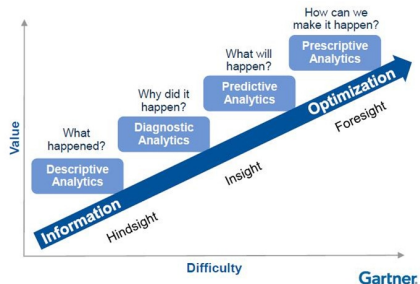 How can we
make it happen?
Prescriptive
Analytics
What will
happen?
Predictive
Analytics
Why did it
happen?
Diagnostic
Analytics
What
happened?
Descriptive
Analytics
Value
Information
Optimization
Hindsight
Insight
Foresight
Difficulty
Gartner